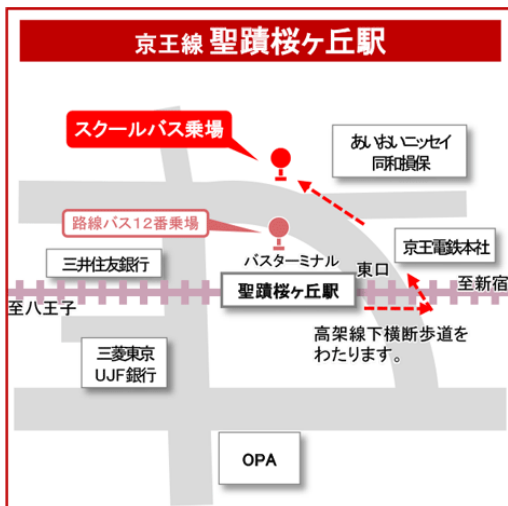 京王線 聖蹟桜ヶ丘駅
スクールバス乗場
あいおいニッセイ
同和損保
路線バス12番乗場
京王電鉄本社
バスターミナル
東口
三井住友銀行
聖蹟桜ヶ丘駅
至新宿
至八王子
高架線下横断歩道を
わたります。
三菱東京
UJF銀行
OPA